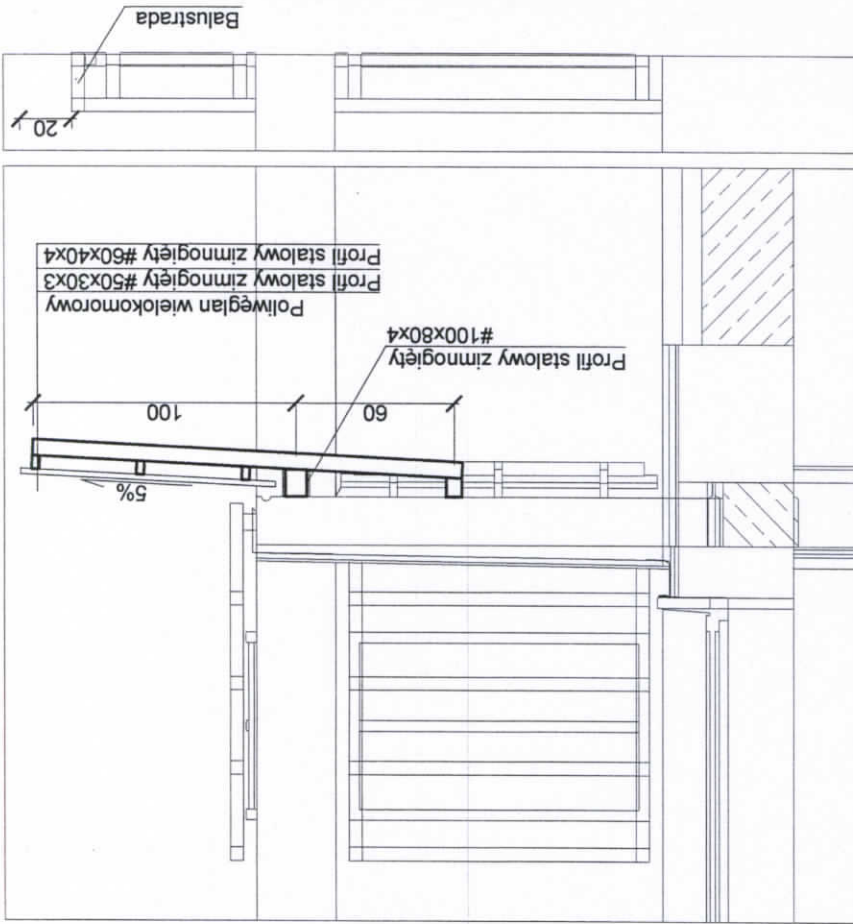 5%
60
100
Profil stalowy zimnogięty
#100x80x4
Poliwęglan wielokomorowy
Profil stalowy zimnogięty #50x30x3
Profil stalowy zimnogięty #60x40x4
20
Balustrada